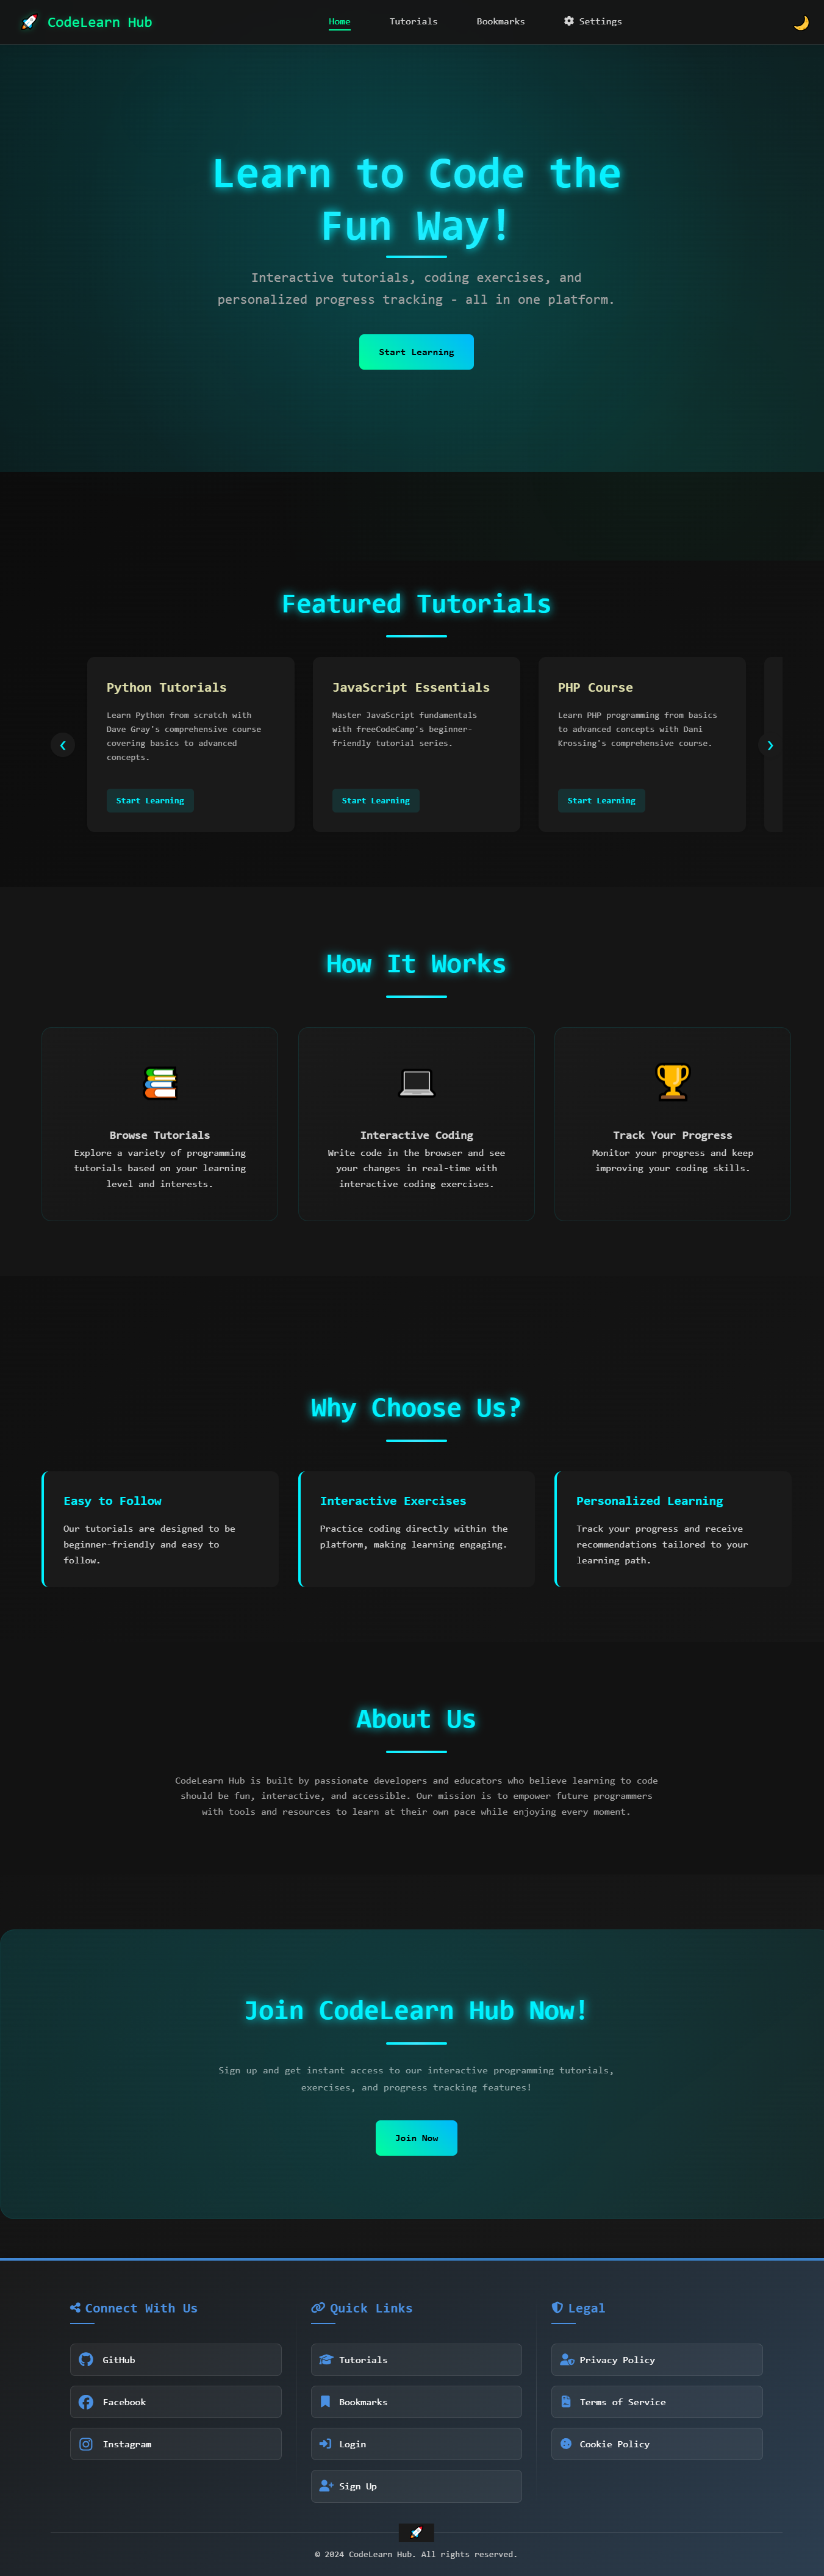 CodeLearn Hub
Home
Tutorials
Bookmarks
Settings
Learn to Code the
Fun Way!
Interactive tutorials, coding exercises, and
personalized progress tracking - all in one platform.
Start Learning
Featured Tutorials
Python Tutorials
Learn Python from scratch with
Dave Gray's comprehensive course
covering basics to advanced
concepts.
Start Learning
JavaScript Essentials
Master JavaScript fundamentals
with freeCodeCamp's beginner-
friendly tutorial series.
Start Learning
PHP Course
Learn PHP programming from basics
to advanced concepts with Dani
Krossing's comprehensive course.
Start Learning
How It Works
Browse Tutorials
Explore a variety of programming
tutorials based on your learning
level and interests.
Interactive Coding
Write code in the browser and see
your changes in real-time with
interactive coding exercises.
Track Your Progress
Monitor your progress and keep
improving your coding skills.
Why Choose Us?
Easy to Follow
Our tutorials are designed to be
beginner-friendly and easy to
follow.
Interactive Exercises
Practice coding directly within the
platform, making learning engaging.
Personalized Learning
Track your progress and receive
recommendations tailored to your
learning path.
About Us
CodeLearn Hub is built by passionate developers and educators who believe learning to code
should be fun, interactive, and accessible. Our mission is to empower future programmers
with tools and resources to learn at their own pace while enjoying every moment.
Join CodeLearn Hub Now!
Sign up and get instant access to our interactive programming tutorials,
exercises, and progress tracking features!
Join Now
Connect With Us
GitHub
Facebook
Instagram
Quick Links
Tutorials
Bookmarks
Login
Sign Up
Legal
Privacy Policy
Terms of Service
Cookie Policy
© 2024 CodeLearn Hub. All rights reserved.